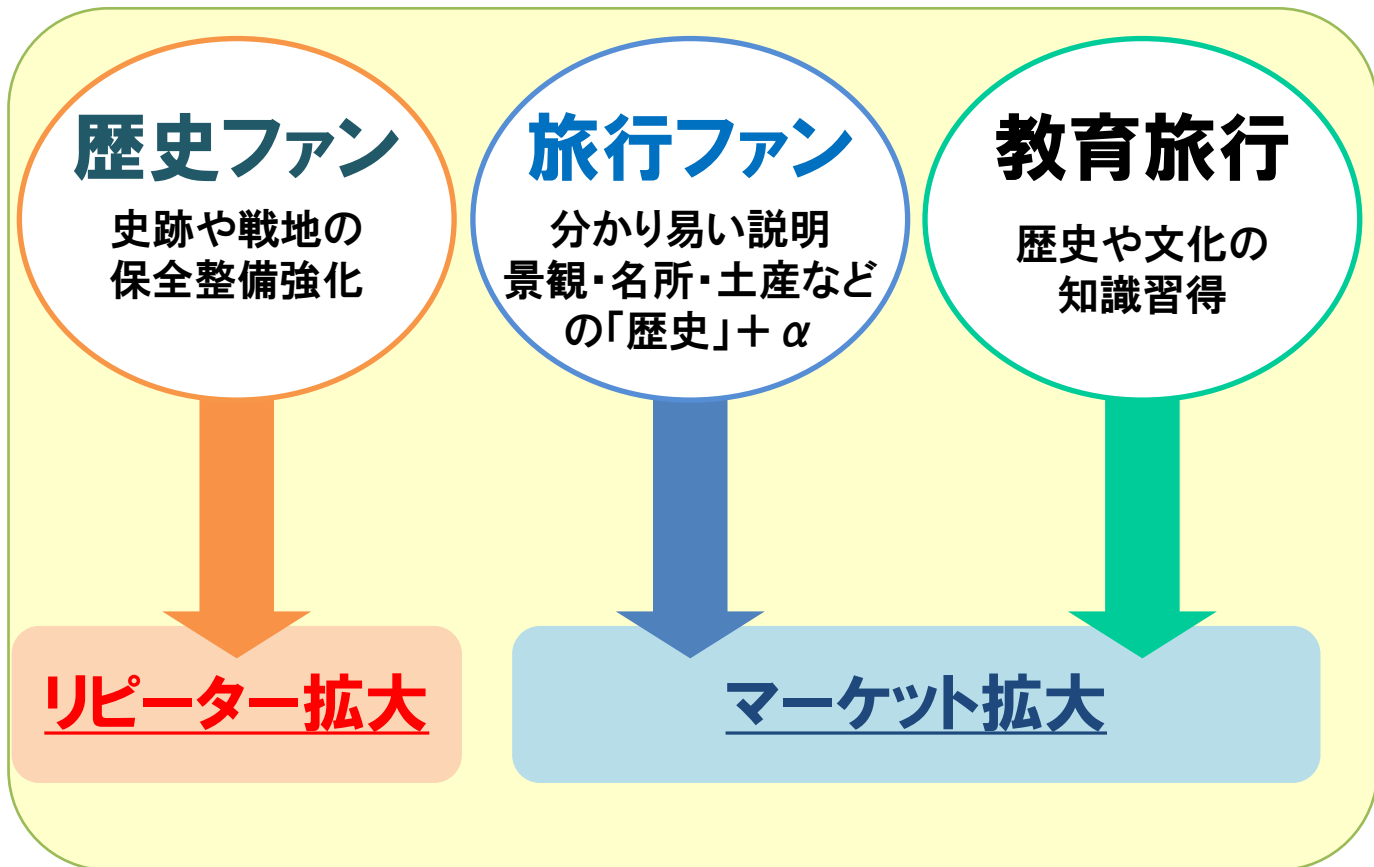 歴史ファン
史跡や戦地の
保全整備強化
旅行ファン
分かり易い説明
景観・名所・土産など
の「歴史」＋α
教育旅行
歴史や文化の
知識習得
リピーター拡大
マーケット拡大